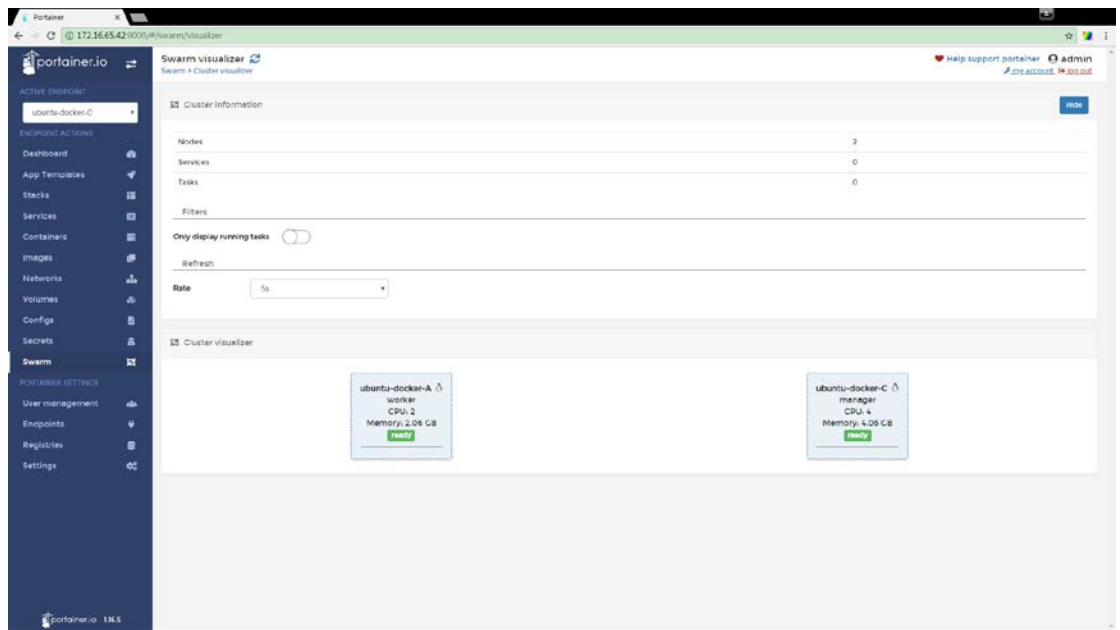 Portainer
172.16.65.42:9000/#/swarm/visualizer
portainer.io
Swarm visualizer
Swarm > Cluster visualizer
Help support portainer admin
my account log out
ACTIVE ENDPOINT
ubuntu-docker-C
ENDPOINT ACTIONS
Dashboard
App Templates
Stacks
Services
Containers
Images
Networks
Volumes
Configs
Secrets
Swarm
PORTAINER SETTINGS
User management
Endpoints
Registries
Settings
portainer.io 1.16.5
Cluster information
Hide
Nodes 2
Services 0
Tasks 0
Filters
Only display running tasks
Refresh
Rate 5s
Cluster visualizer
ubuntu-docker-A
worker
CPU: 2
Memory: 2.06 GB
ready
ubuntu-docker-C
manager
CPU: 4
Memory: 4.06 GB
ready